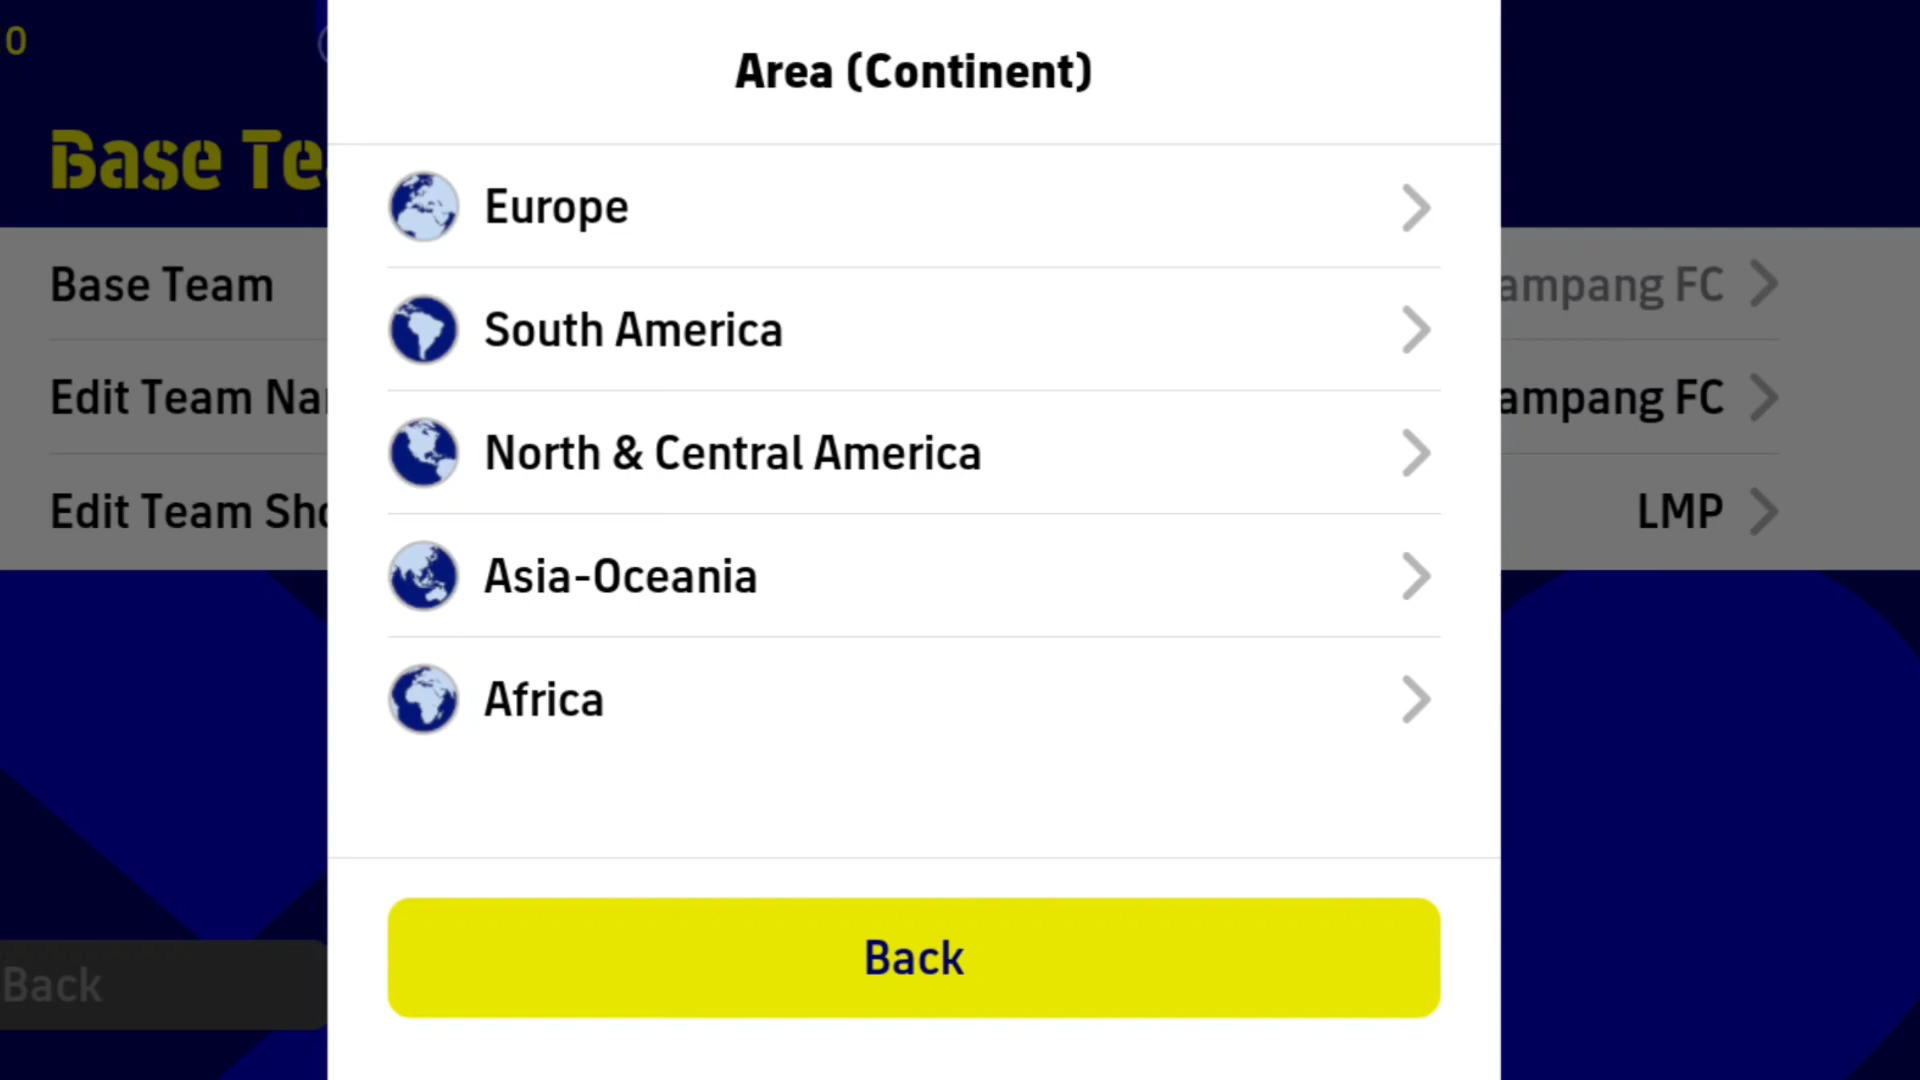 0
Area (Continent)
Base Te
Europe
Base Team
ampang FC
South America
Edit Team Na
ampang FC
North & Central America
Edit Team Sho
LMP
Asia-Oceania
Africa
Back
Back